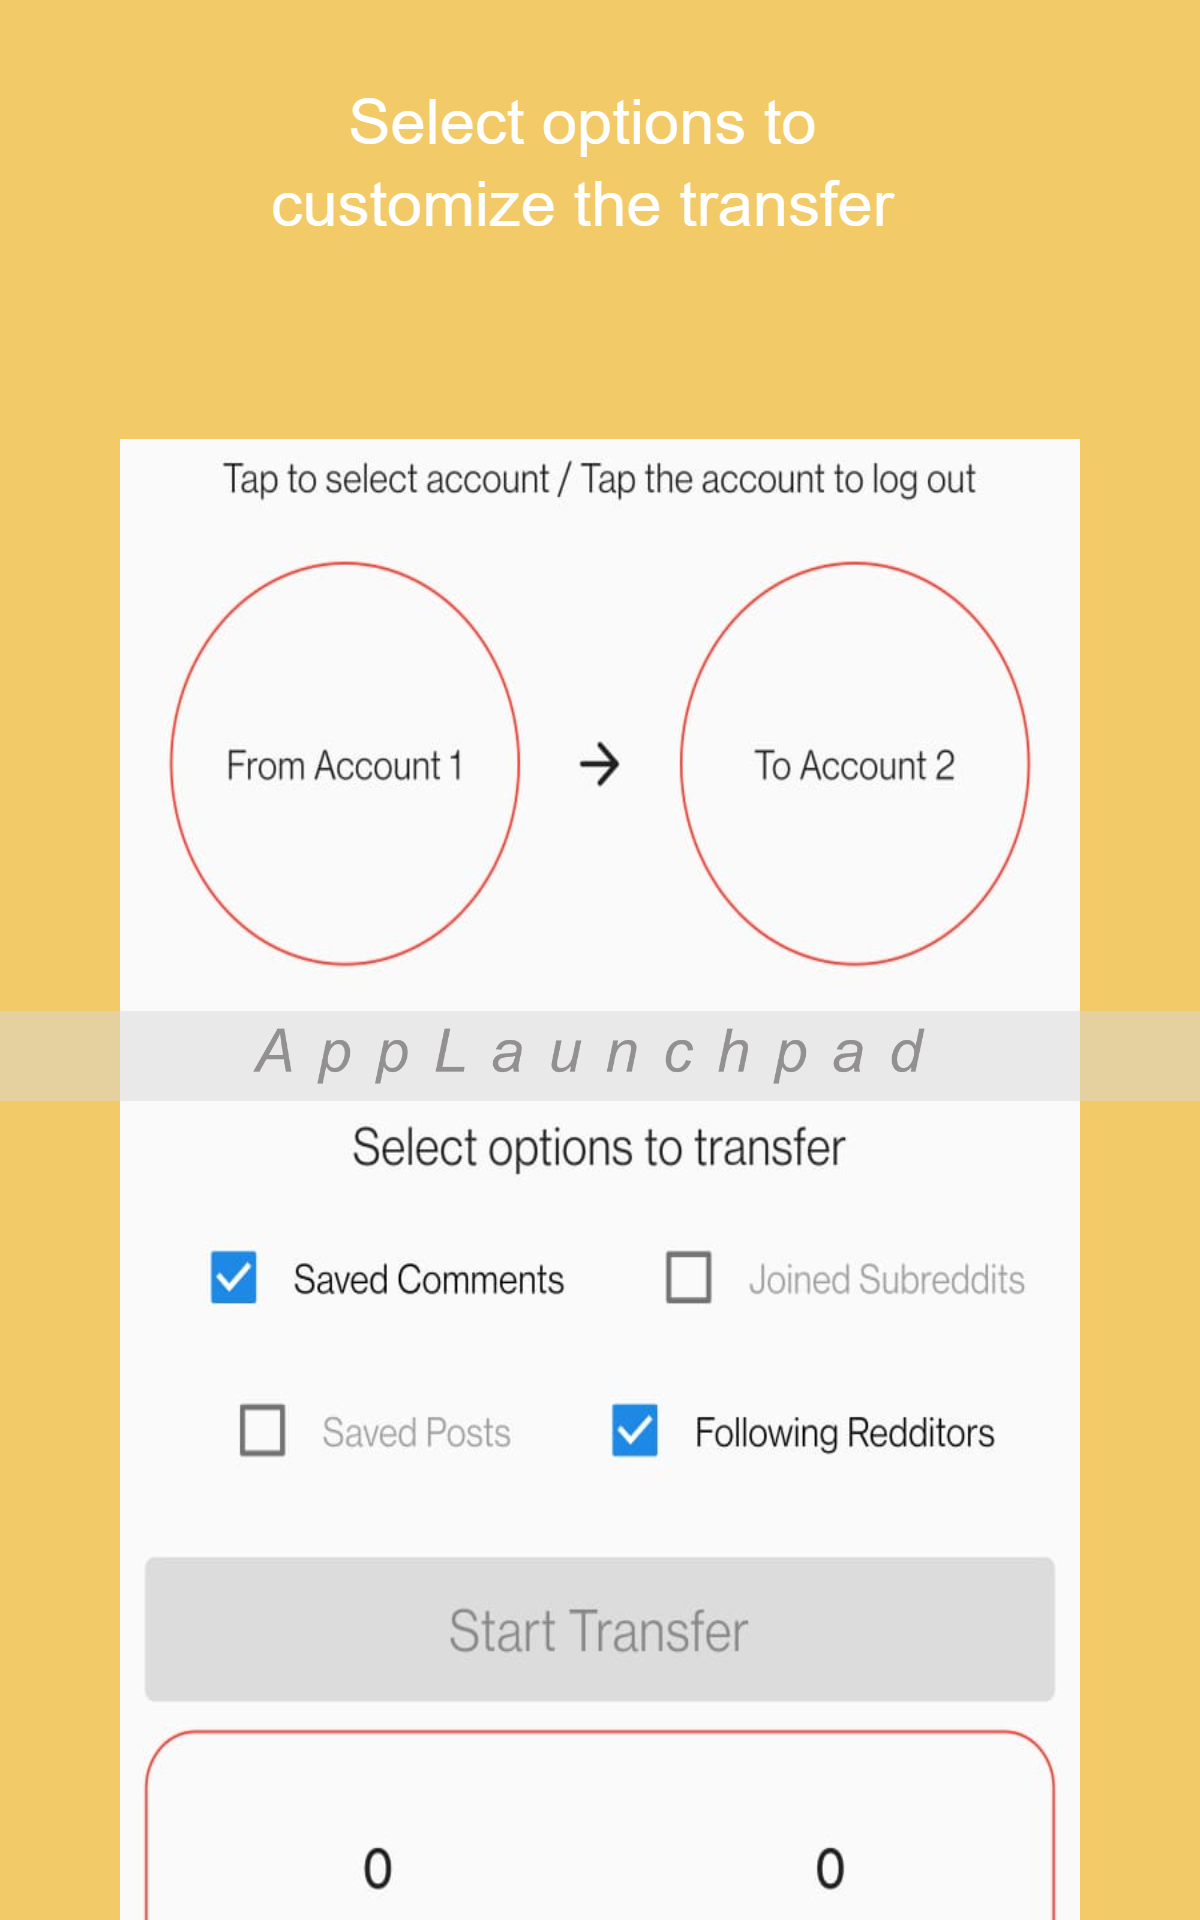 Select options to
customize the transfer
Tap to select account / Tap the account to log out
From Account 1
To Account 2
AppLaunchpad
Select options to transfer
Saved Comments
Joined Subreddits
Saved Posts
Following Redditors
Start Transfer
0
0